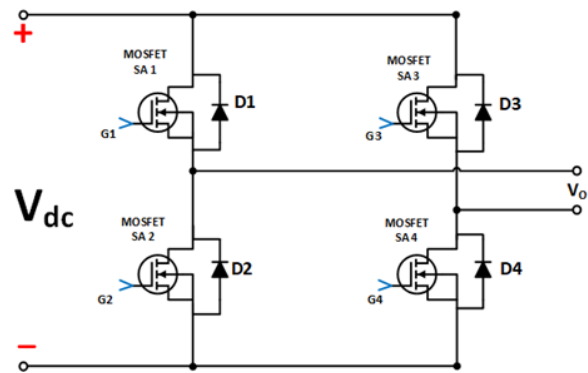 +
MOSFET
SA 1
D1
G1
MOSFET
SA 3
D3
G3
Vdc
Vo
MOSFET
SA 2
D2
G2
MOSFET
SA 4
D4
G4
−